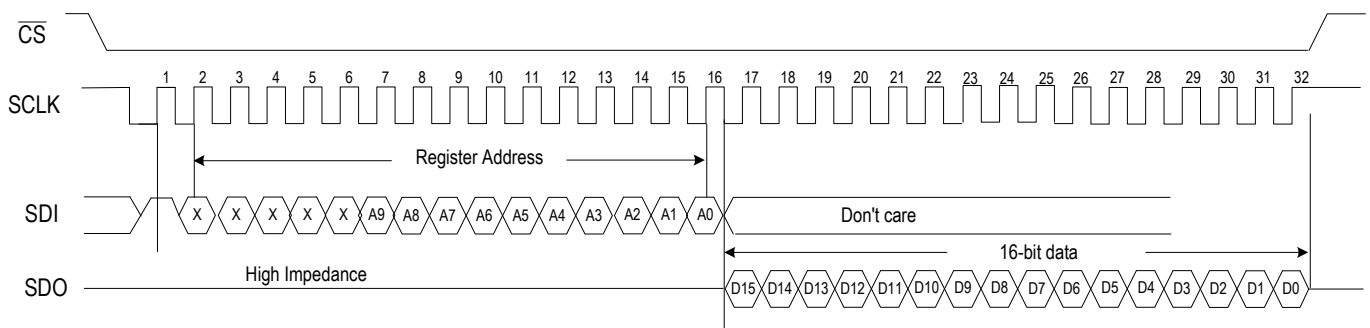 CS
1 2 3 4 5 6 7 8 9 10 11 12 13 14 15 16 17 18 19 20 21 22 23 24 25 26 27 28 29 30 31 32
SCLK
Register Address
SDI X X X X X A9 A8 A7 A6 A5 A4 A3 A2 A1 A0 Don't care
16-bit data
High Impedance
SDO D15 D14 D13 D12 D11 D10 D9 D8 D7 D6 D5 D4 D3 D2 D1 D0